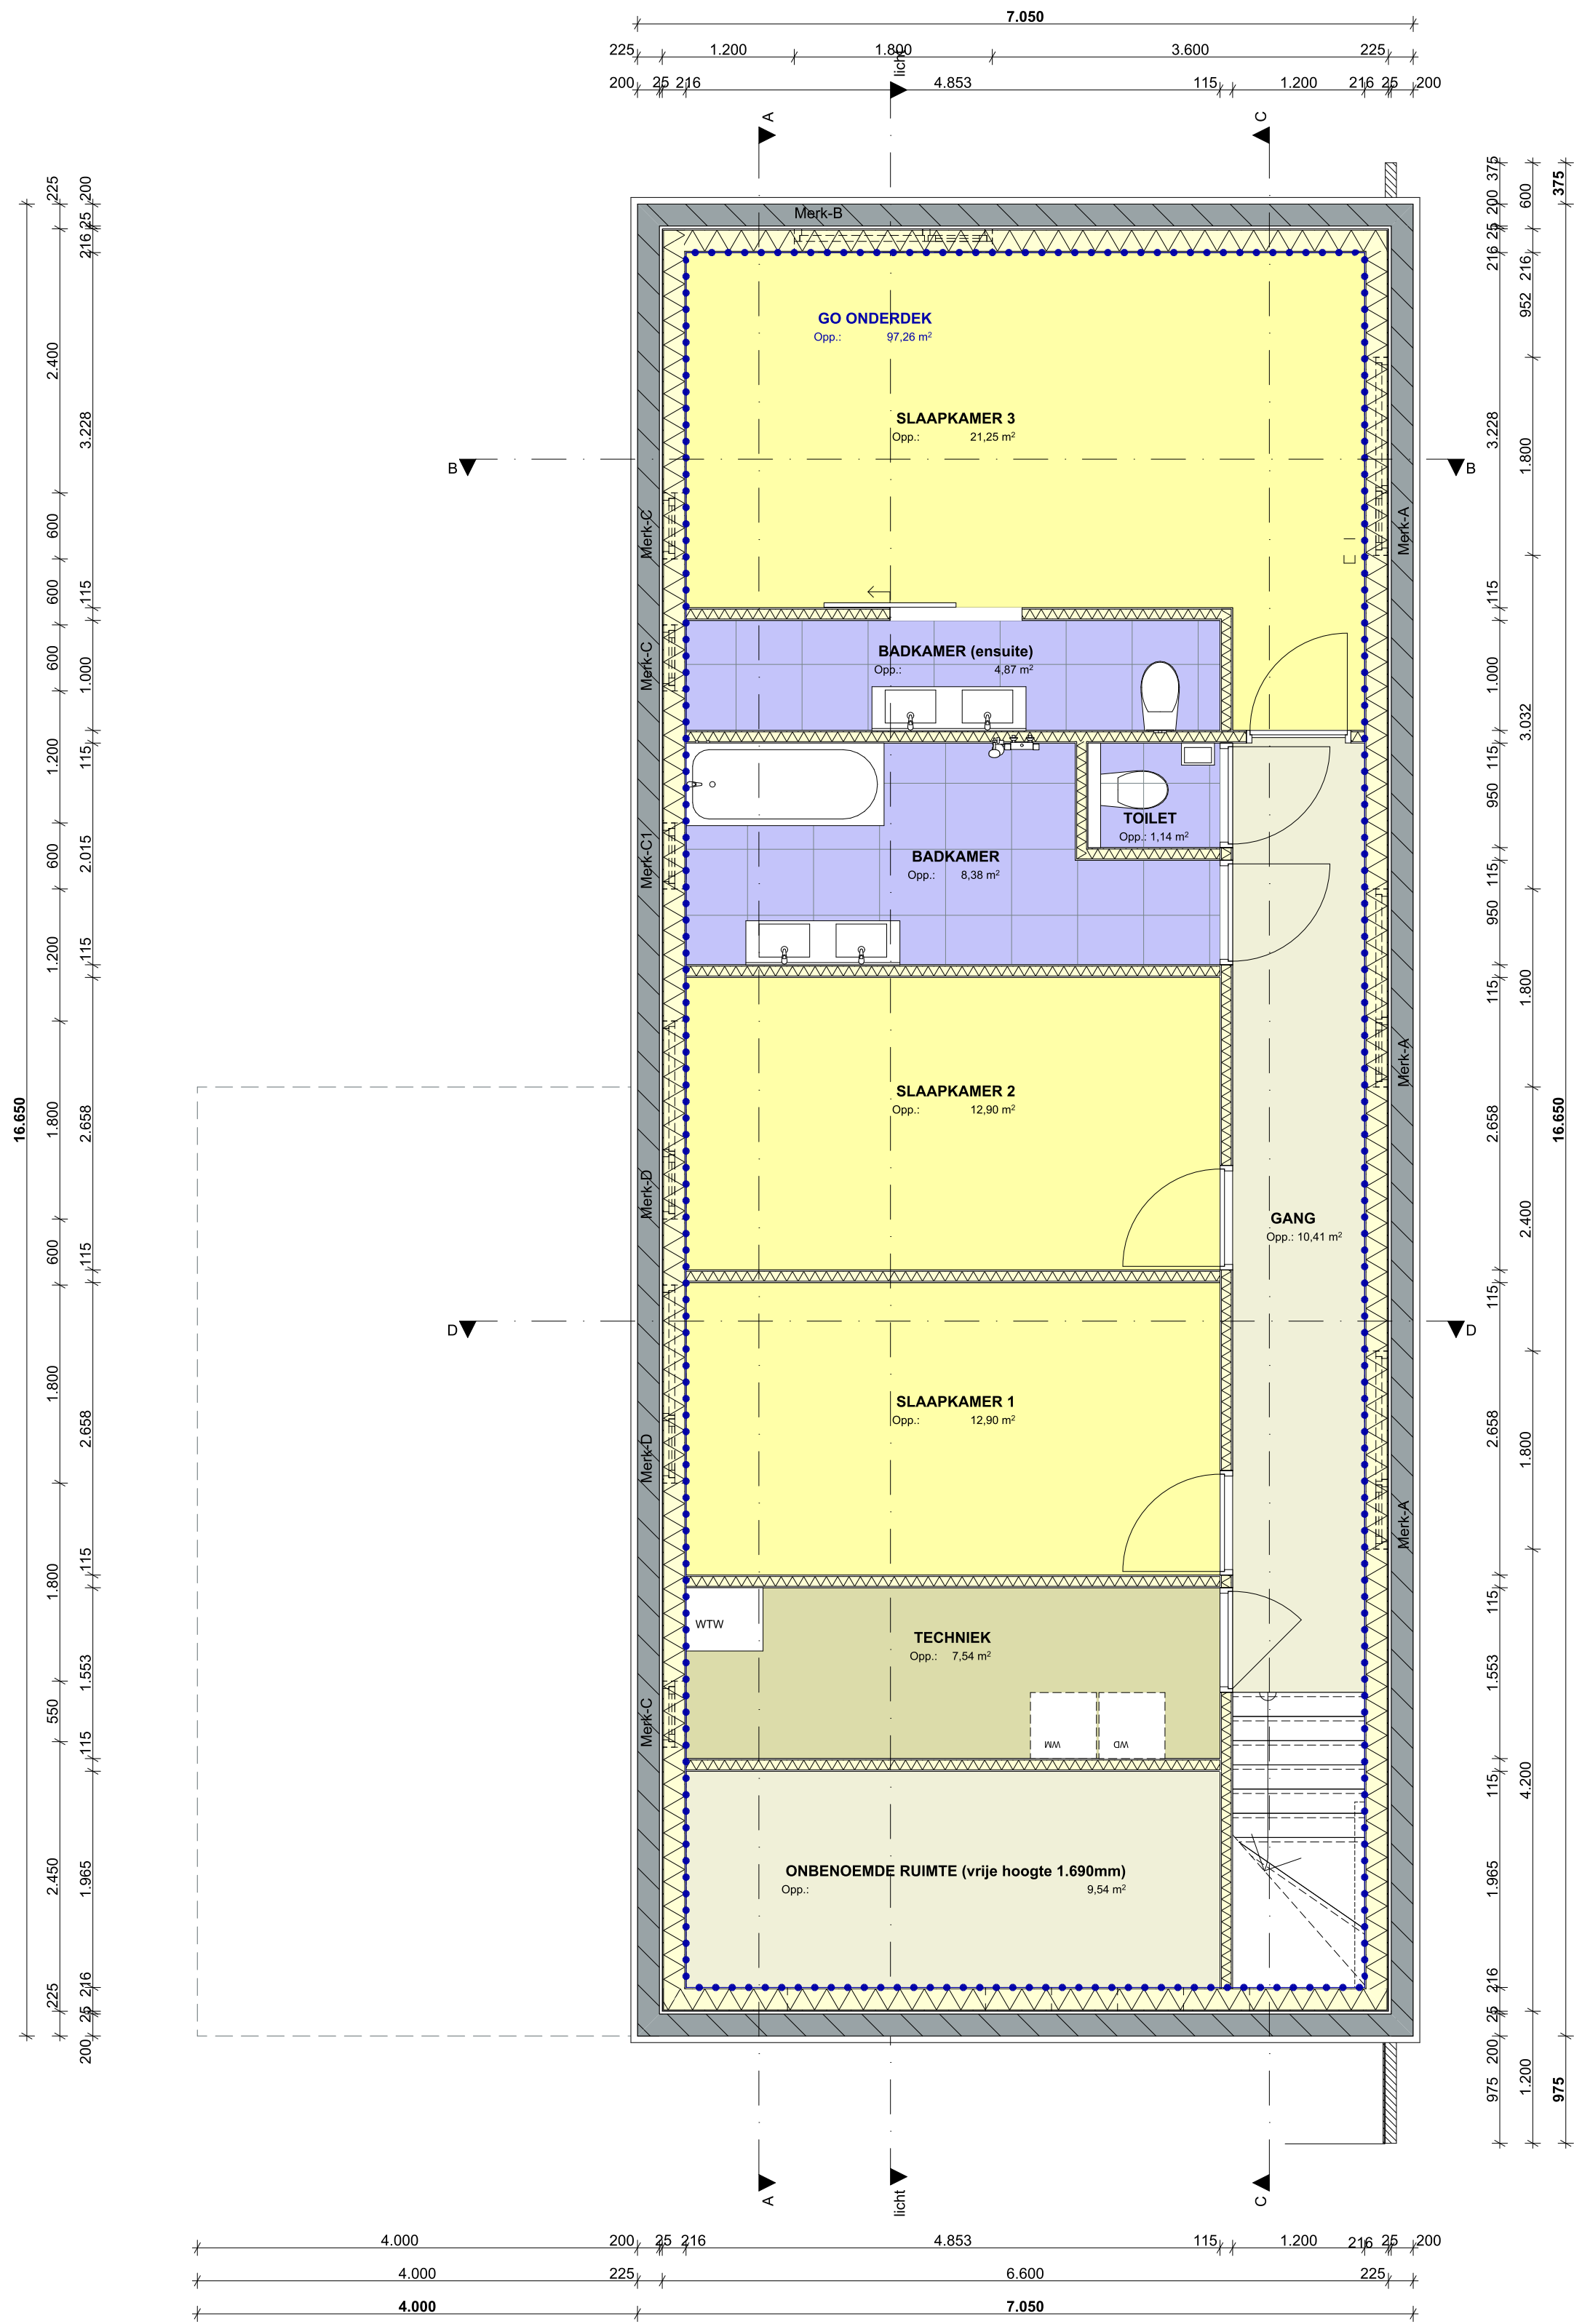 7.050
225 1.200 1.800 3.600 225
licht
200 25 216 4.853 115 1.200 216 25 200
A
C
225
200
25
216
2.400
3.228
600
600
115
600
1.000
1.200
115
600
2.015
1.200
115
16.650
1.800
2.658
600
115
1.800
2.658
115
1.800
1.553
550
115
2.450
1.965
225
216
25
200
Merk-B
GO ONDERDEK
Opp.: 97,26 m²
SLAAPKAMER 3
Opp.: 21,25 m²
B
B
Merk-C
Merk-A
BADKAMER (ensuite)
Opp.: 4,87 m²
Merk-C
TOILET
Opp.: 1,14 m²
BADKAMER
Opp.: 8,38 m²
Merk-C1
Merk-A
SLAAPKAMER 2
Opp.: 12,90 m²
Merk-D
GANG
Opp.: 10,41 m²
D
D
SLAAPKAMER 1
Opp.: 12,90 m²
Merk-D
Merk-A
WTW
TECHNIEK
Opp.: 7,54 m²
Merk-C
WM
WD
ONBENOEMDE RUIMTE (vrije hoogte 1.690mm)
Opp.: 9,54 m²
375
200
25
216
600
375
216
952
3.228
1.800
115
1.000
3.032
115
950
115
950
115
1.800
16.650
2.658
2.400
115
2.658
1.800
115
1.553
115
4.200
1.965
216
25
200
975
1.200
975
A
licht
C
4.000 200 25 216 4.853 115 1.200 216 25 200
4.000 225 6.600 225
4.000 7.050